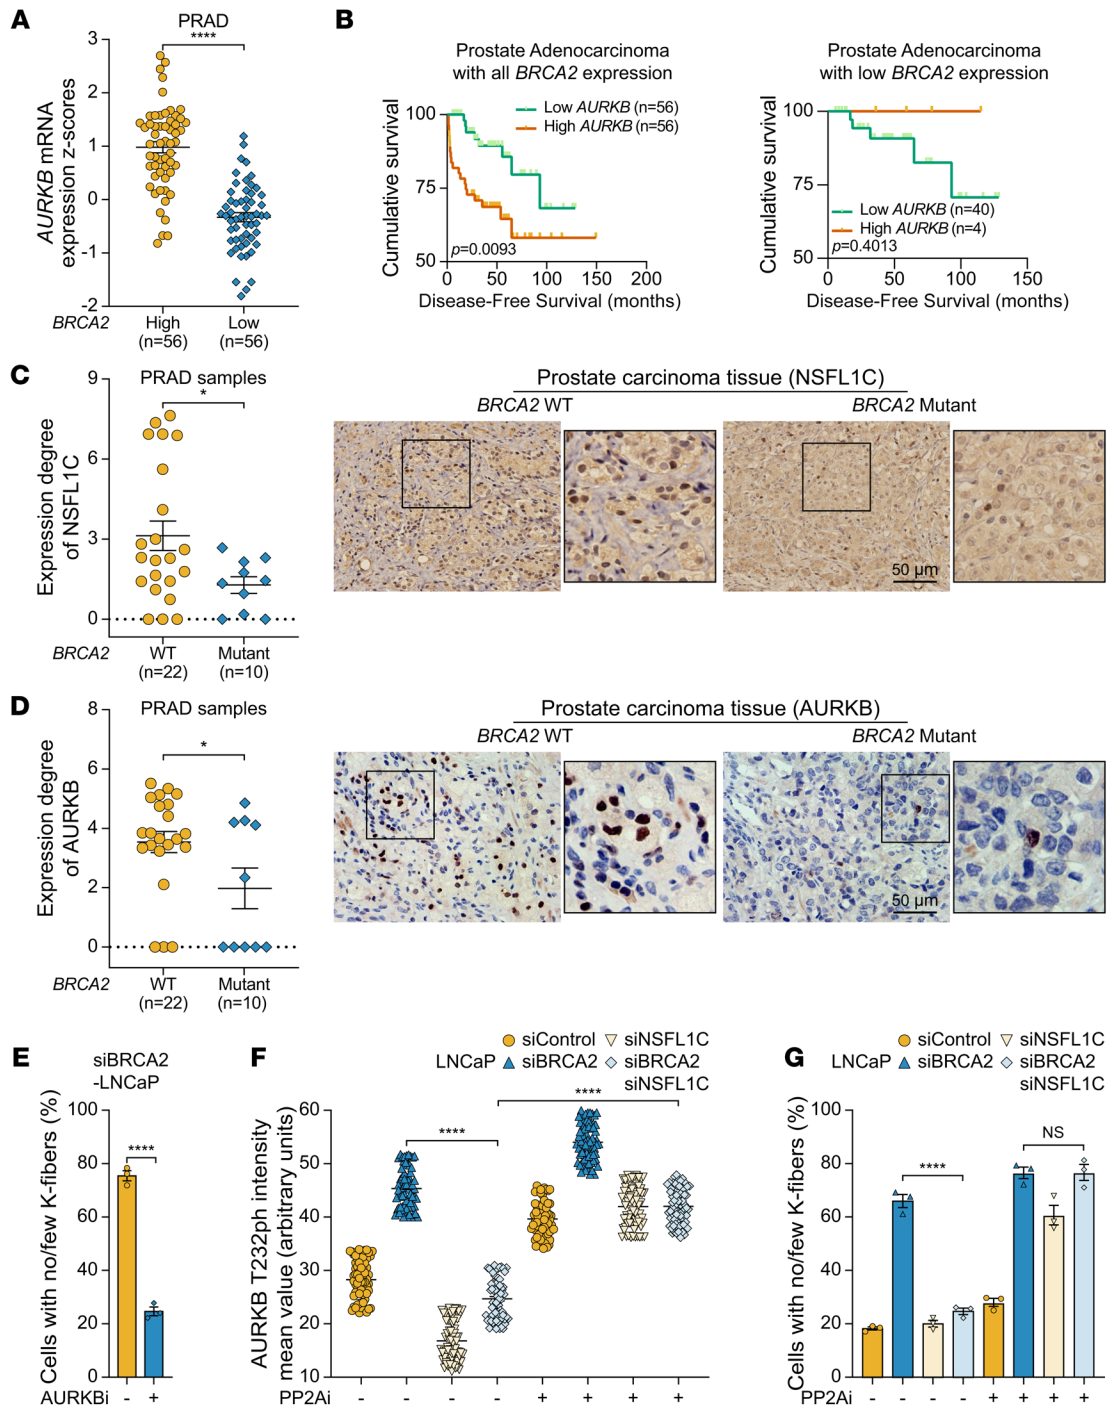 A
PRAD
****
AURKB mRNA
expression z-scores
3
2
1
0
-1
-2
BRCA2
High
(n=56)
Low
(n=56)
B
Prostate Adenocarcinoma
with all BRCA2 expression
Low AURKB (n=56)
High AURKB (n=56)
Cumulative survival
100
75
50
p=0.0093
0 50 100 150 200
Disease-Free Survival (months)
Prostate Adenocarcinoma
with low BRCA2 expression
Cumulative survival
100
75
50
Low AURKB (n=40)
High AURKB (n=4)
p=0.4013
0 50 100 150
Disease-Free Survival (months)
C
PRAD samples
*
Expression degree
of NSFL1C
9
6
3
0
BRCA2
WT
(n=22)
Mutant
(n=10)
Prostate carcinoma tissue (NSFL1C)
BRCA2 WT
BRCA2 Mutant
50 μm
D
PRAD samples
*
Expression degree
of AURKB
8
6
4
2
0
BRCA2
WT
(n=22)
Mutant
(n=10)
Prostate carcinoma tissue (AURKB)
BRCA2 WT
BRCA2 Mutant
50 μm
E
siBRCA2
-LNCaP
Cells with no/few K-fibers (%)
100
80
60
40
20
0
****
AURKBi - +
F
LNCaP
siControl
siNSFL1C
siBRCA2
siBRCA2
siNSFL1C
AURKB T232ph intensity
mean value (arbitrary units)
60
50
40
30
20
10
****
****
PP2Ai - - - - + + + +
G
LNCaP
siControl
siNSFL1C
siBRCA2
siBRCA2
siNSFL1C
Cells with no/few K-fibers (%)
100
80
60
40
20
0
****
NS
PP2Ai - - - - + + + +